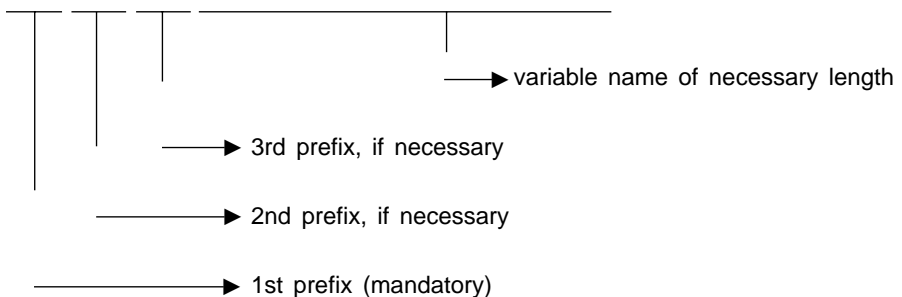 variable name of necessary length
3rd prefix, if necessary
2nd prefix, if necessary
1st prefix (mandatory)